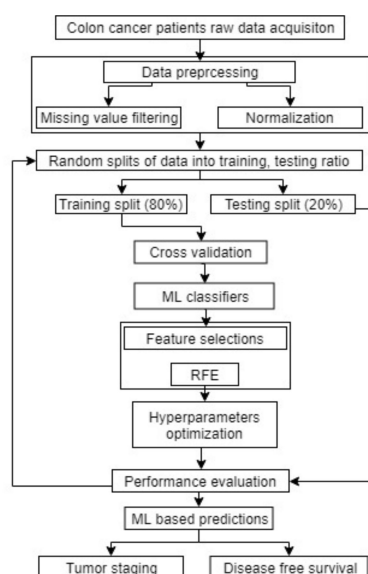 Colon cancer patients raw data acquisiton
Data preprcessing
Missing value filtering
Normalization
Random splits of data into training, testing ratio
Training split (80%)
Testing split (20%)
Cross validation
ML classifiers
Feature selections
RFE
Hyperparameters
optimization
Performance evaluation
ML based predictions
Tumor staging
Disease free survival